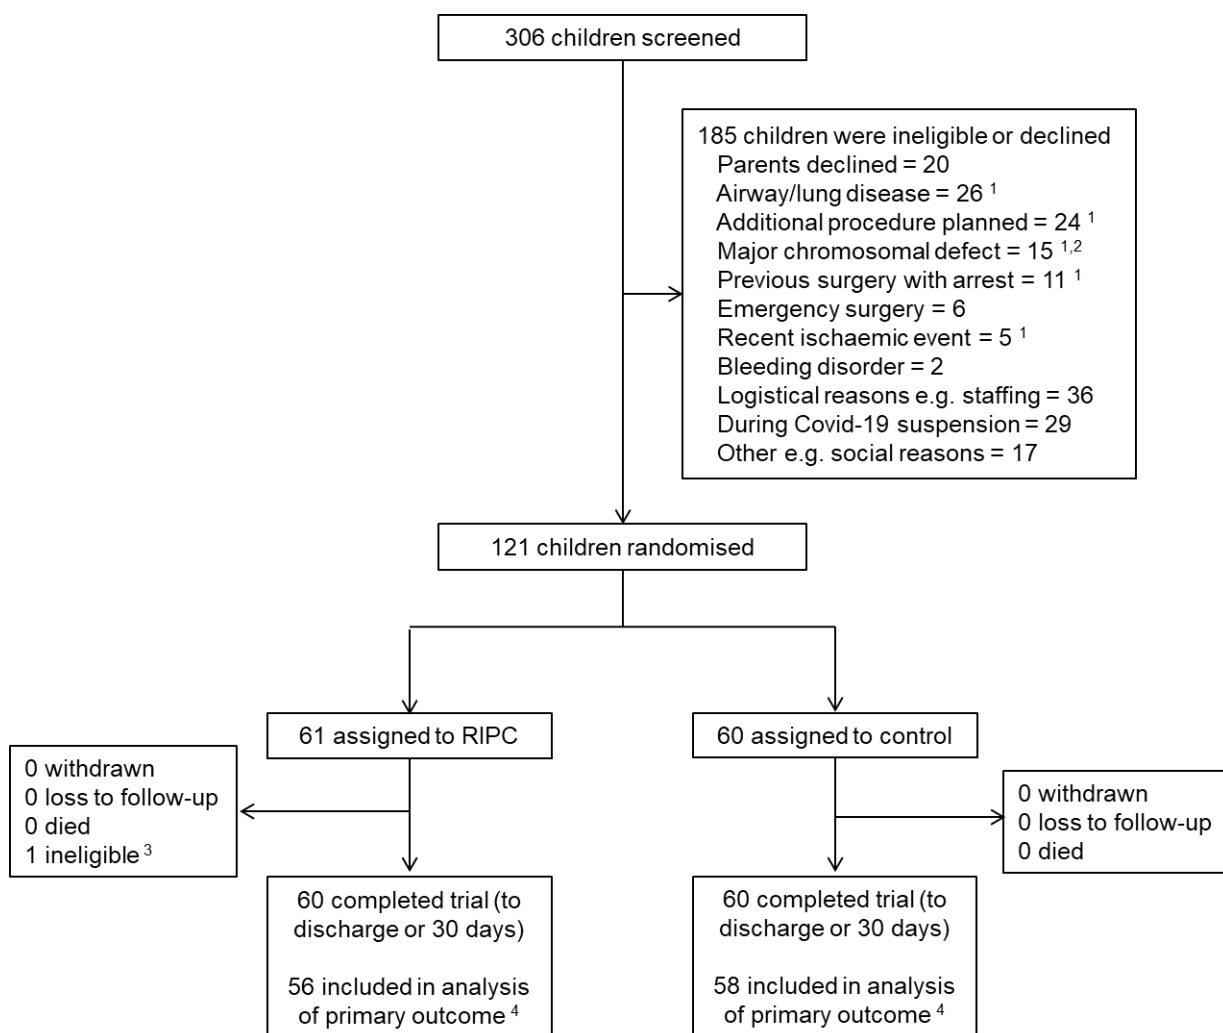 306 children screened
185 children were ineligible or declined
Parents declined = 20
Airway/lung disease = 26 ¹
Additional procedure planned = 24 ¹
Major chromosomal defect = 15 ¹,²
Previous surgery with arrest = 11 ¹
Emergency surgery = 6
Recent ischaemic event = 5 ¹
Bleeding disorder = 2
Logistical reasons e.g. staffing = 36
During Covid-19 suspension = 29
Other e.g. social reasons = 17
121 children randomised
61 assigned to RIPC
60 assigned to control
0 withdrawn
0 loss to follow-up
0 died
1 ineligible ³
0 withdrawn
0 loss to follow-up
0 died
60 completed trial (to
discharge or 30 days)
56 included in analysis
of primary outcome ⁴
60 completed trial (to
discharge or 30 days)
58 included in analysis
of primary outcome ⁴